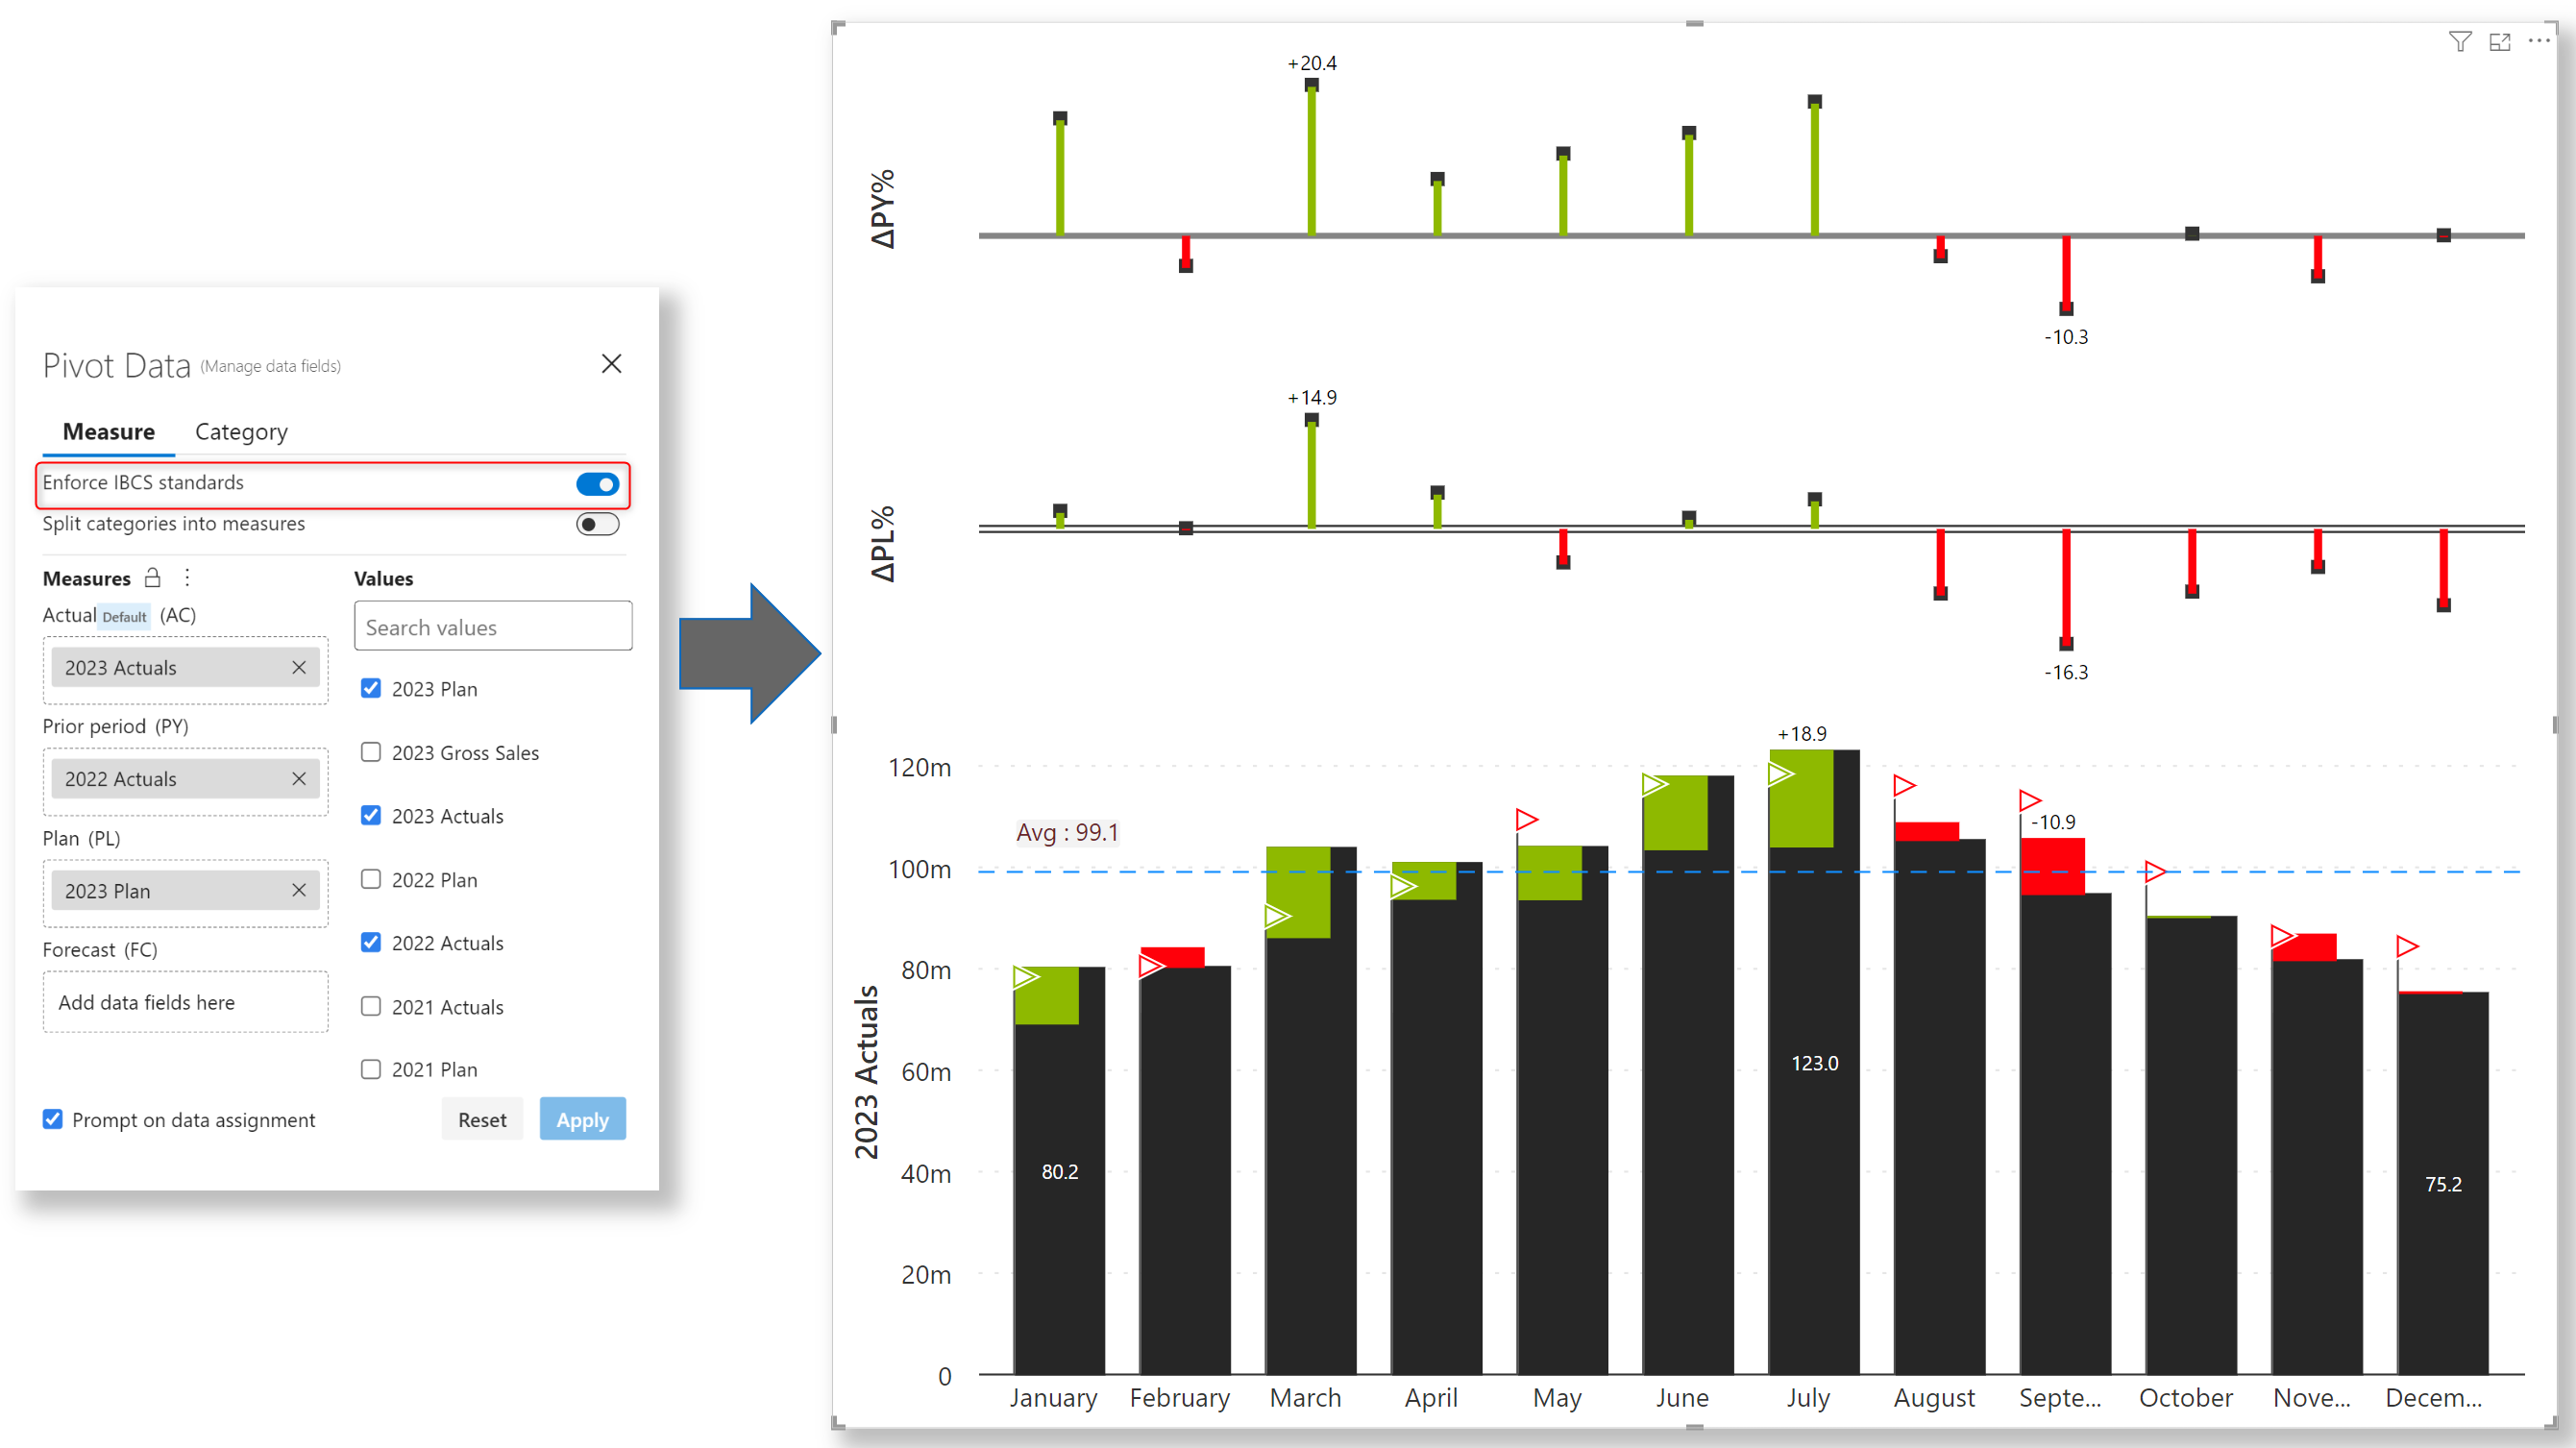 Pivot Data (Manage data fields)
Measure Category
Enforce IBCS standards
Split categories into measures
Measures
Actual Default (AC)
2023 Actuals
Prior period (PY)
2022 Actuals
Plan (PL)
2023 Plan
Forecast (FC)
Add data fields here
Values
Search values
2023 Plan
2023 Gross Sales
2023 Actuals
2022 Plan
2022 Actuals
2021 Actuals
2021 Plan
Prompt on data assignment
Reset
Apply
ΔPY%
+20.4
-10.3
ΔPL%
+14.9
-16.3
2023 Actuals
120m
100m
80m
60m
40m
20m
0
Avg : 99.1
+18.9
-10.9
80.2
123.0
75.2
January February March April May June July August Septe... October Nove... Decem...